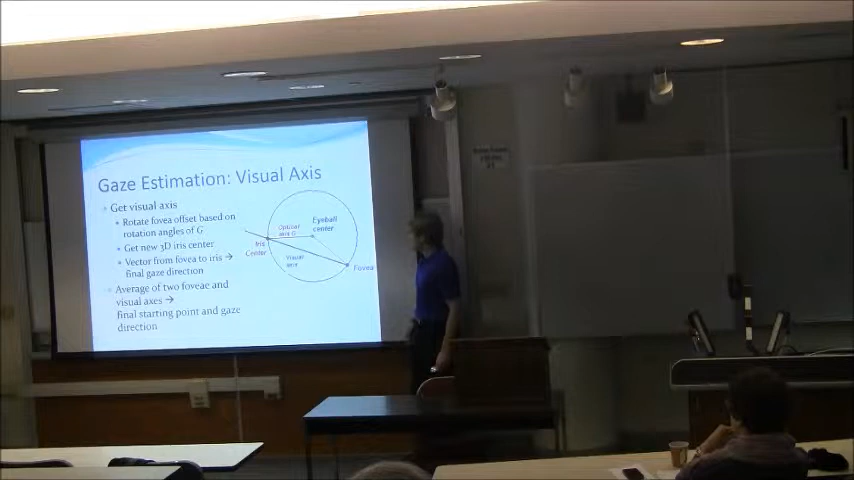 Gaze Estimation: Visual Axis
Get visual axis
Rotate fovea offset based on
rotation angles of G
Get new 3D iris center
Vector from fovea to iris →
final gaze direction
Average of two foveae and
visual axes →
final starting point and gaze
direction
Eyeball
center
Optical
axis G
Iris
Center
Visual
axis
Fovea